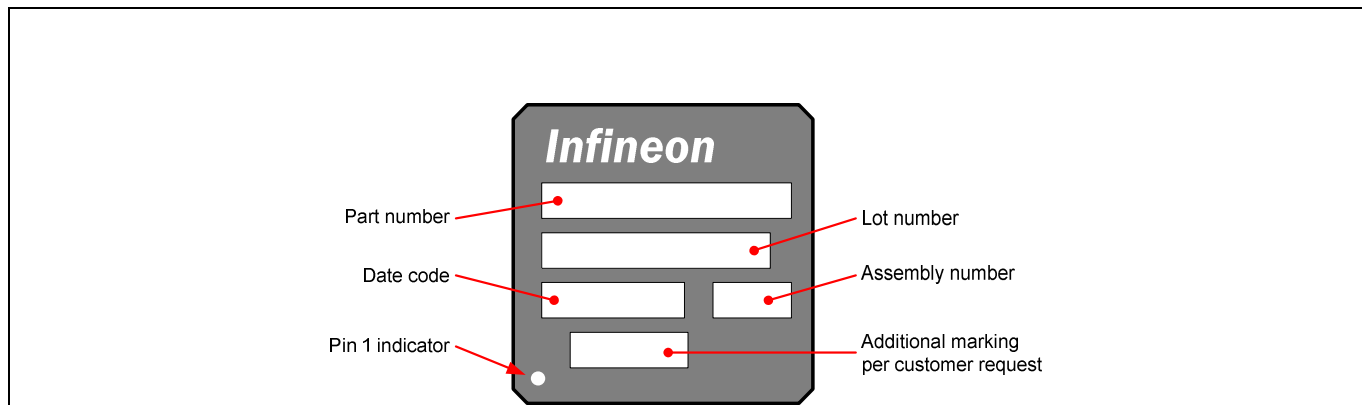 Infineon
Part number
Lot number
Date code
Assembly number
Pin 1 indicator
Additional marking
per customer request